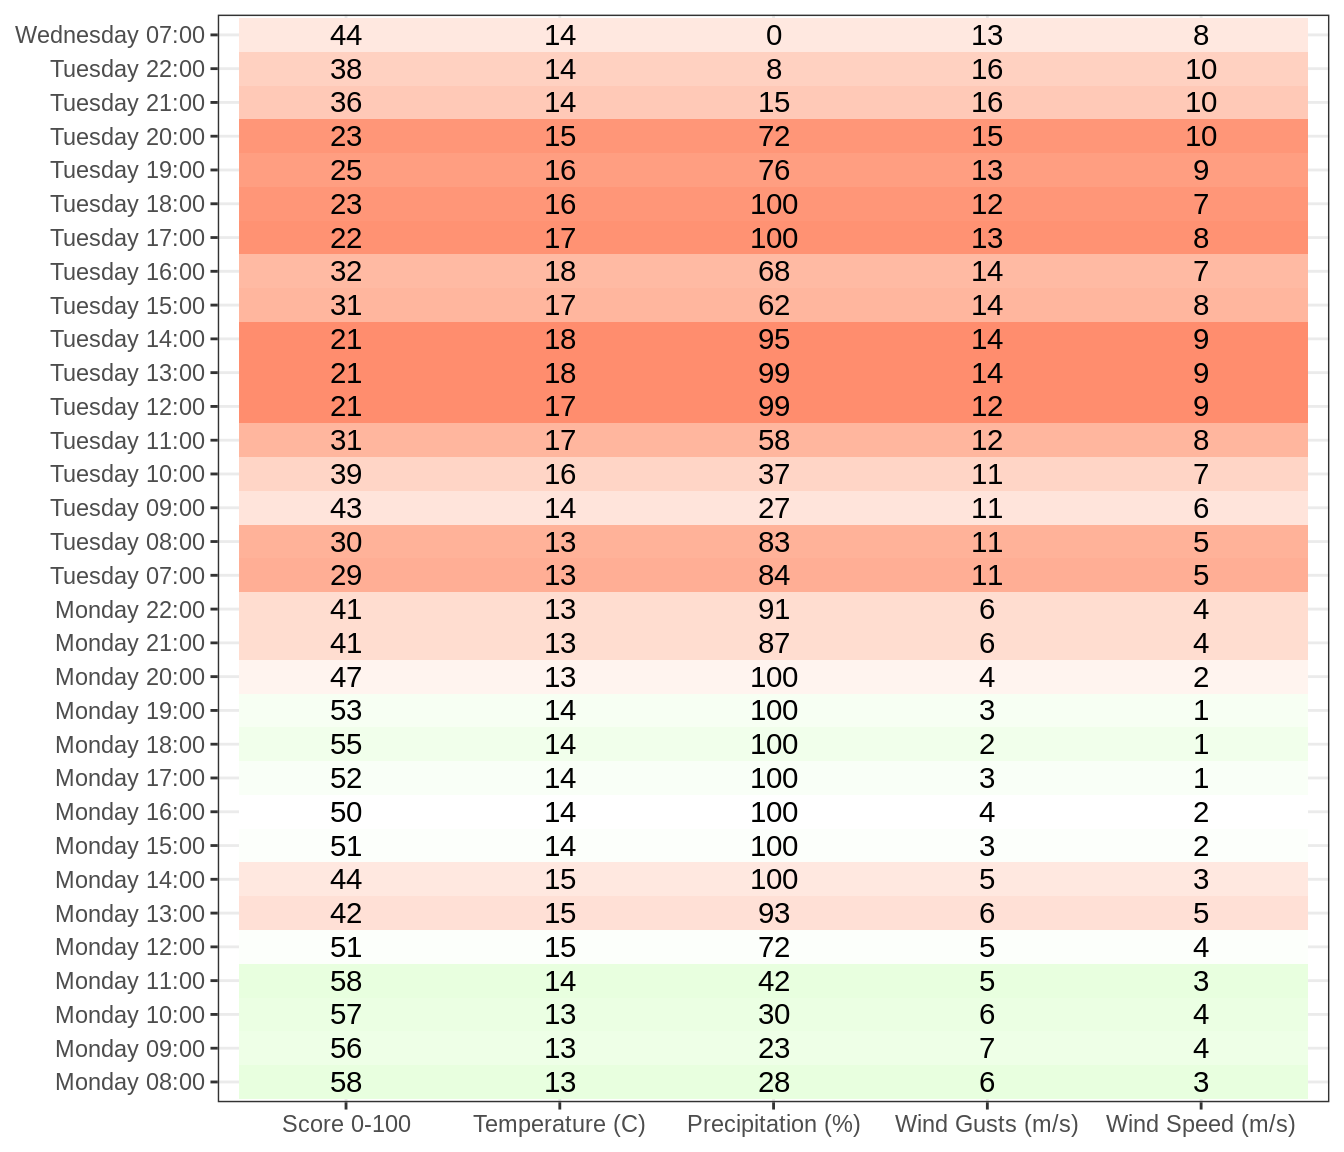 Wednesday 07:00 44 14 0 13 8
Tuesday 22:00 38 14 8 16 10
Tuesday 21:00 36 14 15 16 10
Tuesday 20:00 23 15 72 15 10
Tuesday 19:00 25 16 76 13 9
Tuesday 18:00 23 16 100 12 7
Tuesday 17:00 22 17 100 13 8
Tuesday 16:00 32 18 68 14 7
Tuesday 15:00 31 17 62 14 8
Tuesday 14:00 21 18 95 14 9
Tuesday 13:00 21 18 99 14 9
Tuesday 12:00 21 17 99 12 9
Tuesday 11:00 31 17 58 12 8
Tuesday 10:00 39 16 37 11 7
Tuesday 09:00 43 14 27 11 6
Tuesday 08:00 30 13 83 11 5
Tuesday 07:00 29 13 84 11 5
Monday 22:00 41 13 91 6 4
Monday 21:00 41 13 87 6 4
Monday 20:00 47 13 100 4 2
Monday 19:00 53 14 100 3 1
Monday 18:00 55 14 100 2 1
Monday 17:00 52 14 100 3 1
Monday 16:00 50 14 100 4 2
Monday 15:00 51 14 100 3 2
Monday 14:00 44 15 100 5 3
Monday 13:00 42 15 93 6 5
Monday 12:00 51 15 72 5 4
Monday 11:00 58 14 42 5 3
Monday 10:00 57 13 30 6 4
Monday 09:00 56 13 23 7 4
Monday 08:00 58 13 28 6 3
Score 0-100 Temperature (C) Precipitation (%) Wind Gusts (m/s) Wind Speed (m/s)